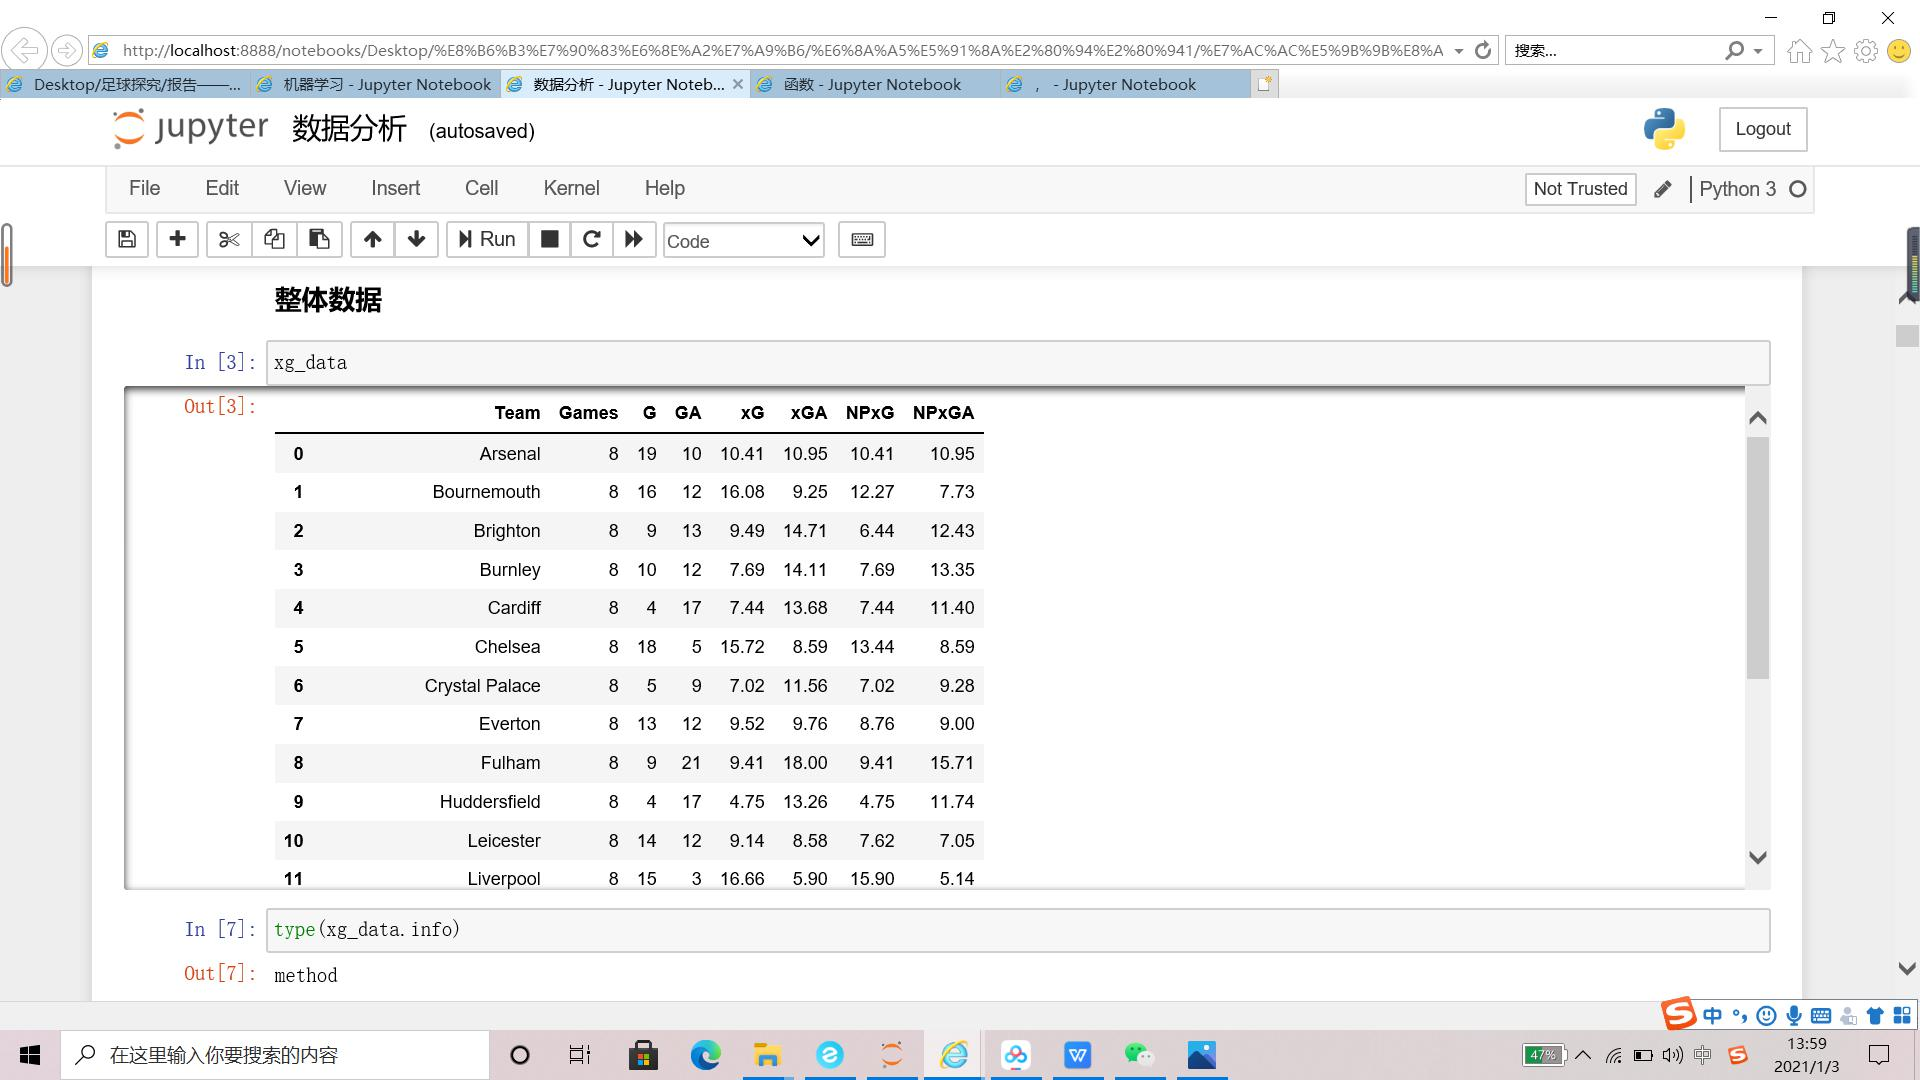 http://localhost:8888/notebooks/Desktop/%E8%B6%B3%E7%90%83%E6%8E%A2%E7%A9%B6/%E6%8A%A5%E5%91%8A%E2%80%94%E2%80%941/%E7%AC%AC%E5%9B%9B%E8%A
搜索...
Desktop/足球探究/报告——...
机器学习 - Jupyter Notebook
数据分析 - Jupyter Noteb...
函数 - Jupyter Notebook
， - Jupyter Notebook
jupyter 数据分析 (autosaved)
Logout
File Edit View Insert Cell Kernel Help
Not Trusted
Python 3
Run
Code
整体数据
In [3]: xg_data
Out[3]:
Team Games G GA xG xGA NPxG NPxGA
0 Arsenal 8 19 10 10.41 10.95 10.41 10.95
1 Bournemouth 8 16 12 16.08 9.25 12.27 7.73
2 Brighton 8 9 13 9.49 14.71 6.44 12.43
3 Burnley 8 10 12 7.69 14.11 7.69 13.35
4 Cardiff 8 4 17 7.44 13.68 7.44 11.40
5 Chelsea 8 18 5 15.72 8.59 13.44 8.59
6 Crystal Palace 8 5 9 7.02 11.56 7.02 9.28
7 Everton 8 13 12 9.52 9.76 8.76 9.00
8 Fulham 8 9 21 9.41 18.00 9.41 15.71
9 Huddersfield 8 4 17 4.75 13.26 4.75 11.74
10 Leicester 8 14 12 9.14 8.58 7.62 7.05
11 Liverpool 8 15 3 16.66 5.90 15.90 5.14
In [7]: type(xg_data.info)
Out[7]: method
中
在这里输入你要搜索的内容
47%
中
13:59
2021/1/3